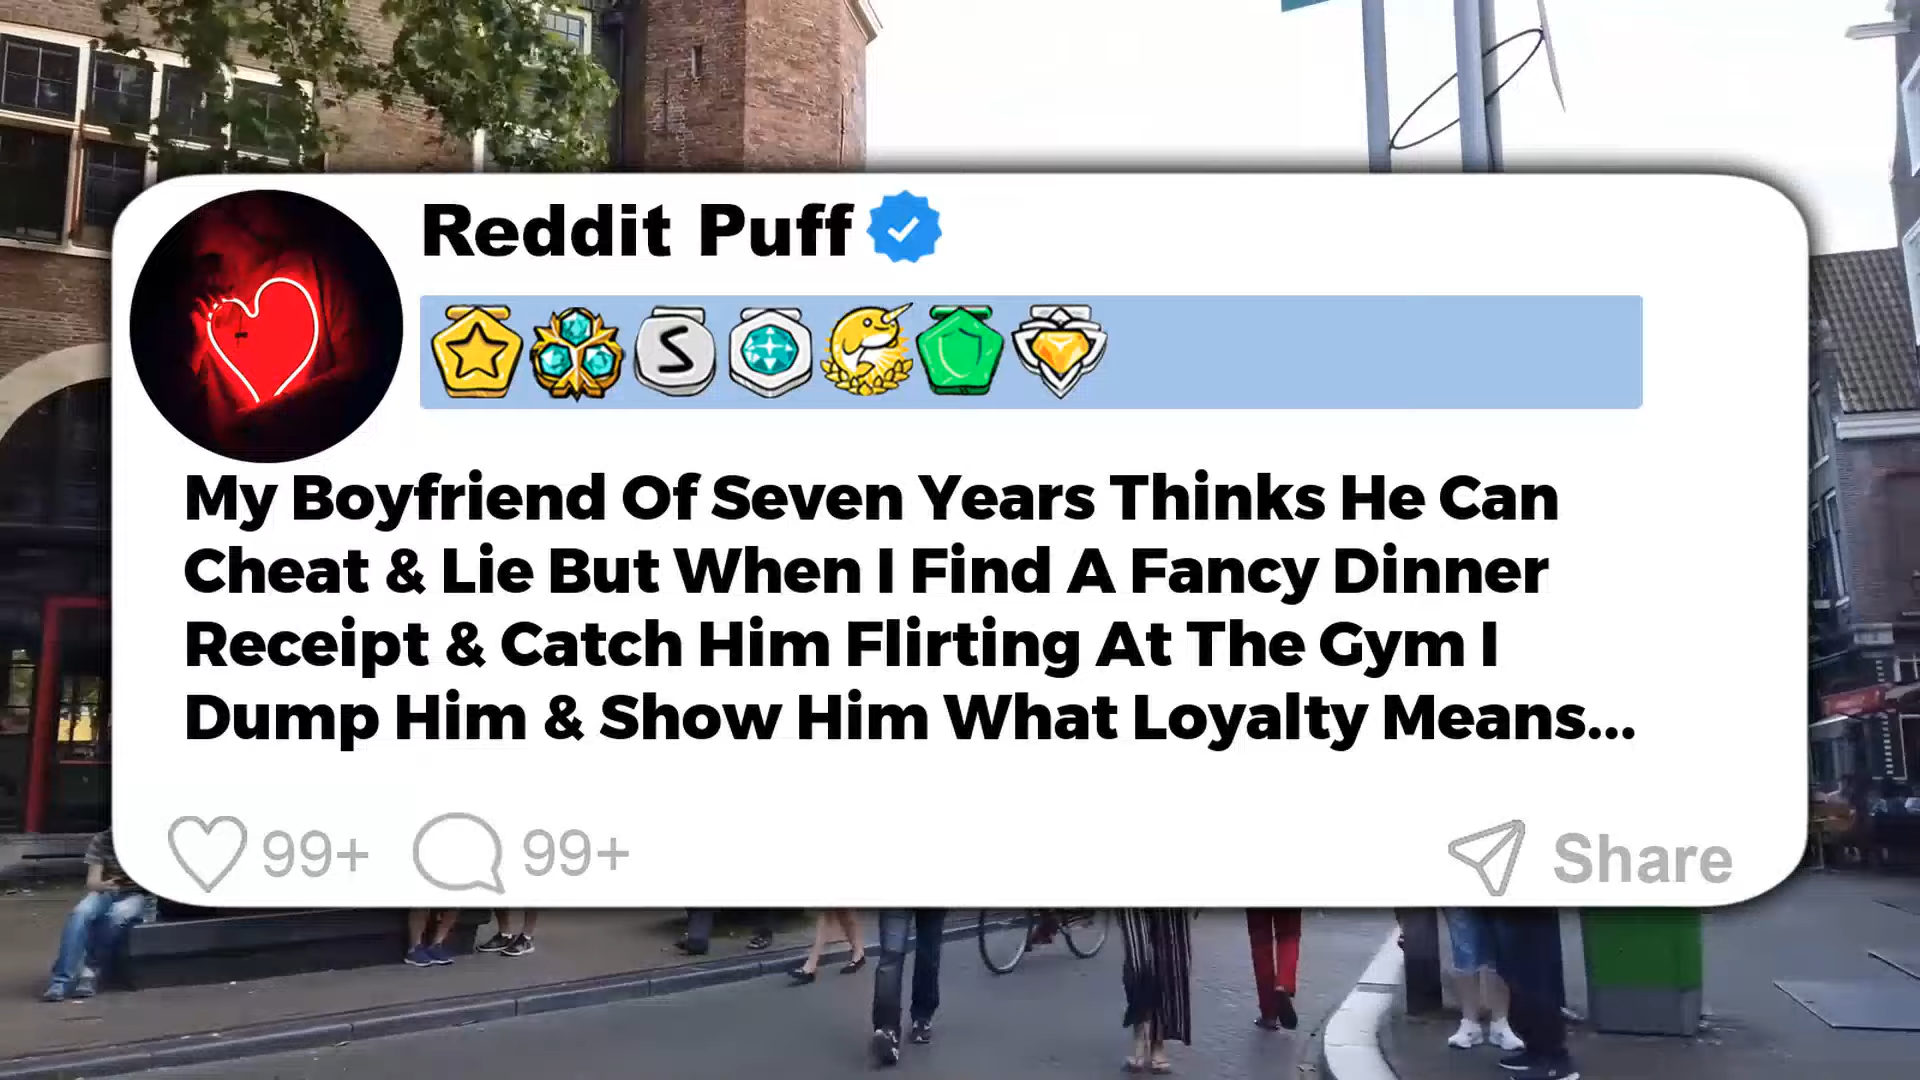 Reddit Puff
S
My Boyfriend Of Seven Years Thinks He Can
Cheat & Lie But When I Find A Fancy Dinner
Receipt & Catch Him Flirting At The Gym I
Dump Him & Show Him What Loyalty Means...
99+ 99+ Share